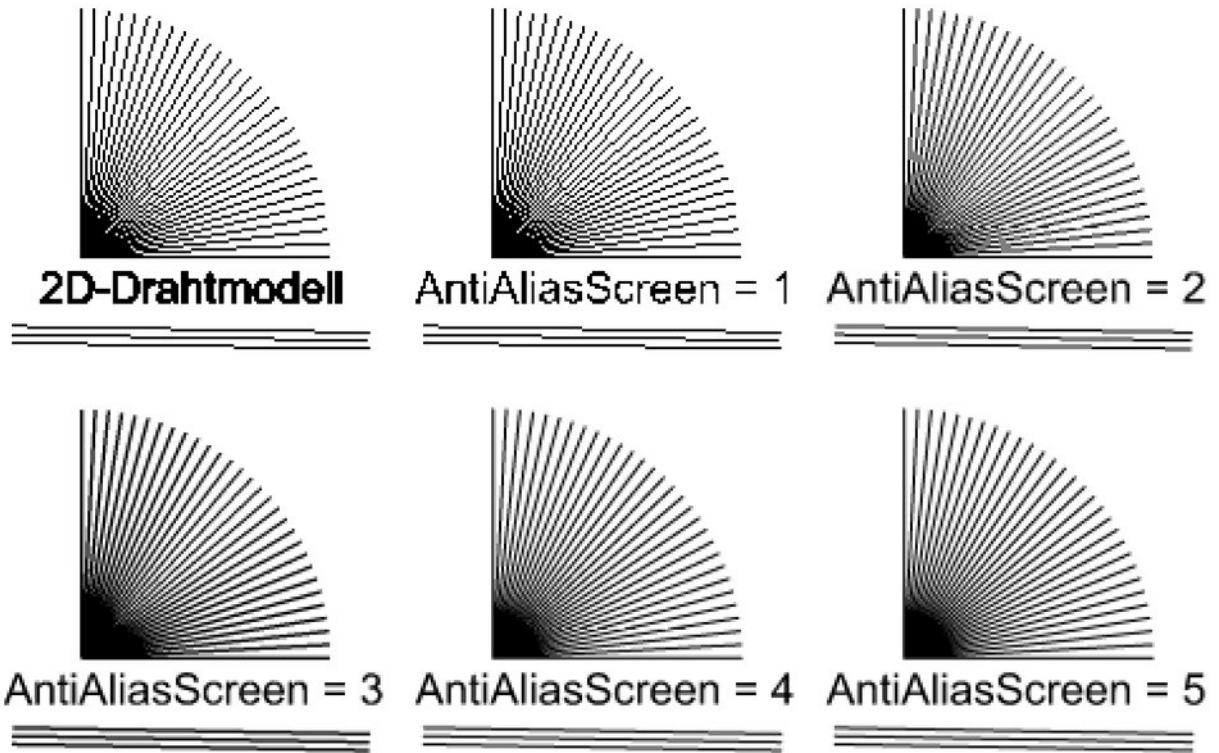 2D-Drahtmodell
AntiAliasScreen = 1
AntiAliasScreen = 2
AntiAliasScreen = 3
AntiAliasScreen = 4
AntiAliasScreen = 5